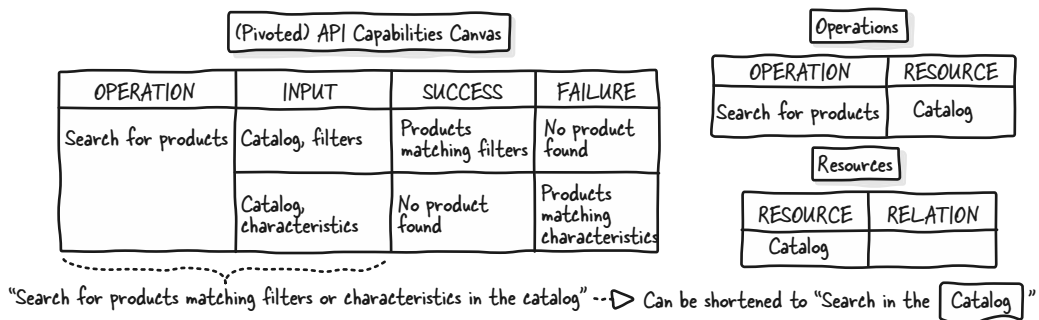 (Pivoted) API Capabilities Canvas
OPERATION INPUT SUCCESS FAILURE
Search for products Catalog, filters Products matching filters No product found
Catalog, characteristics No product found Products matching characteristics
Operations
OPERATION RESOURCE
Search for products Catalog
Resources
RESOURCE RELATION
Catalog
"Search for products matching filters or characteristics in the catalog" Can be shortened to "Search in the Catalog"